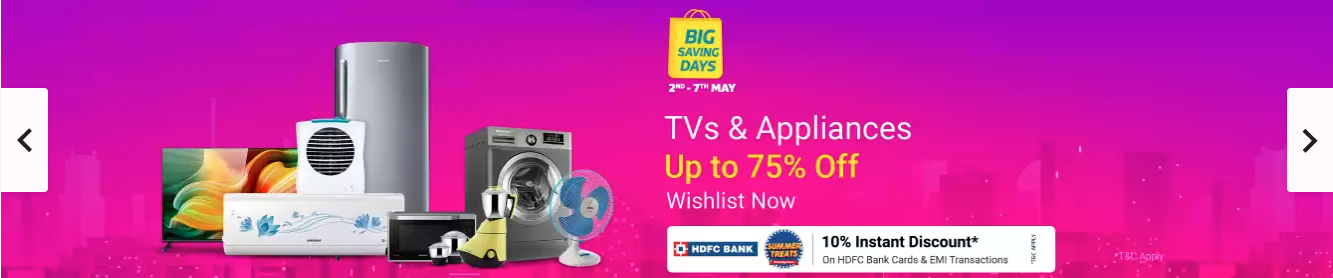 BIG
SAVING
DAYS
2ND - 7TH MAY
TVs & Appliances
Up to 75% Off
Wishlist Now
HDFC BANK
SUMMER
TREATS
10% Instant Discount*
On HDFC Bank Cards & EMI Transactions
*T&C APPLY
*T&C Apply